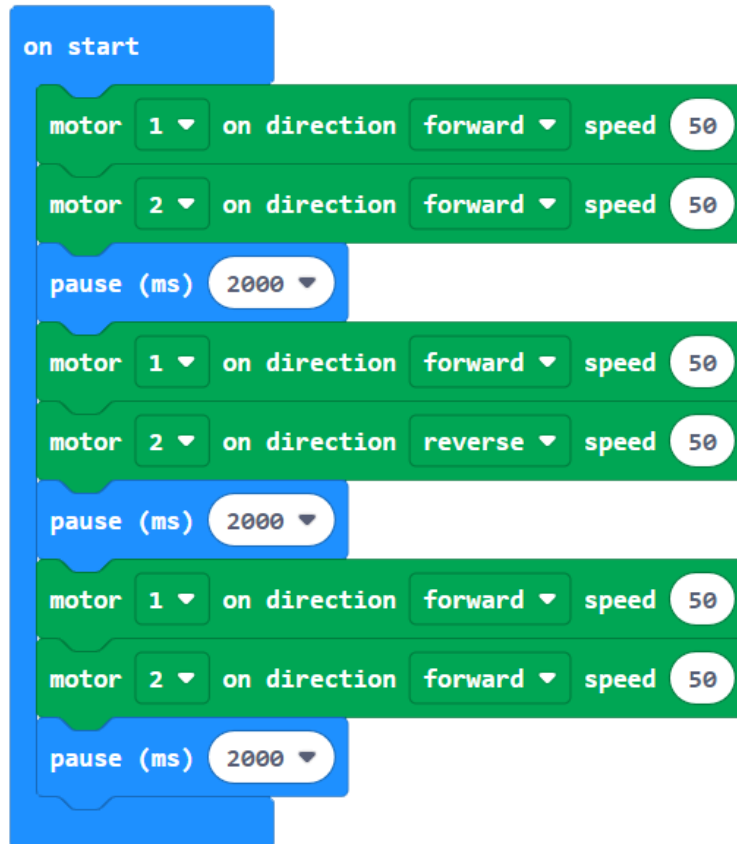 on start
motor 1 on direction forward speed 50
motor 2 on direction forward speed 50
pause (ms) 2000
motor 1 on direction forward speed 50
motor 2 on direction reverse speed 50
pause (ms) 2000
motor 1 on direction forward speed 50
motor 2 on direction forward speed 50
pause (ms) 2000